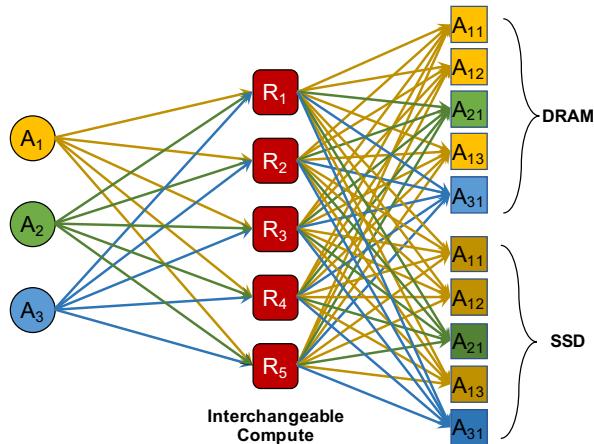 A1
A2
A3
R1
R2
R3
R4
R5
Interchangeable
Compute
A11
A12
A21
A13
A31
DRAM
A11
A12
A21
A13
A31
SSD